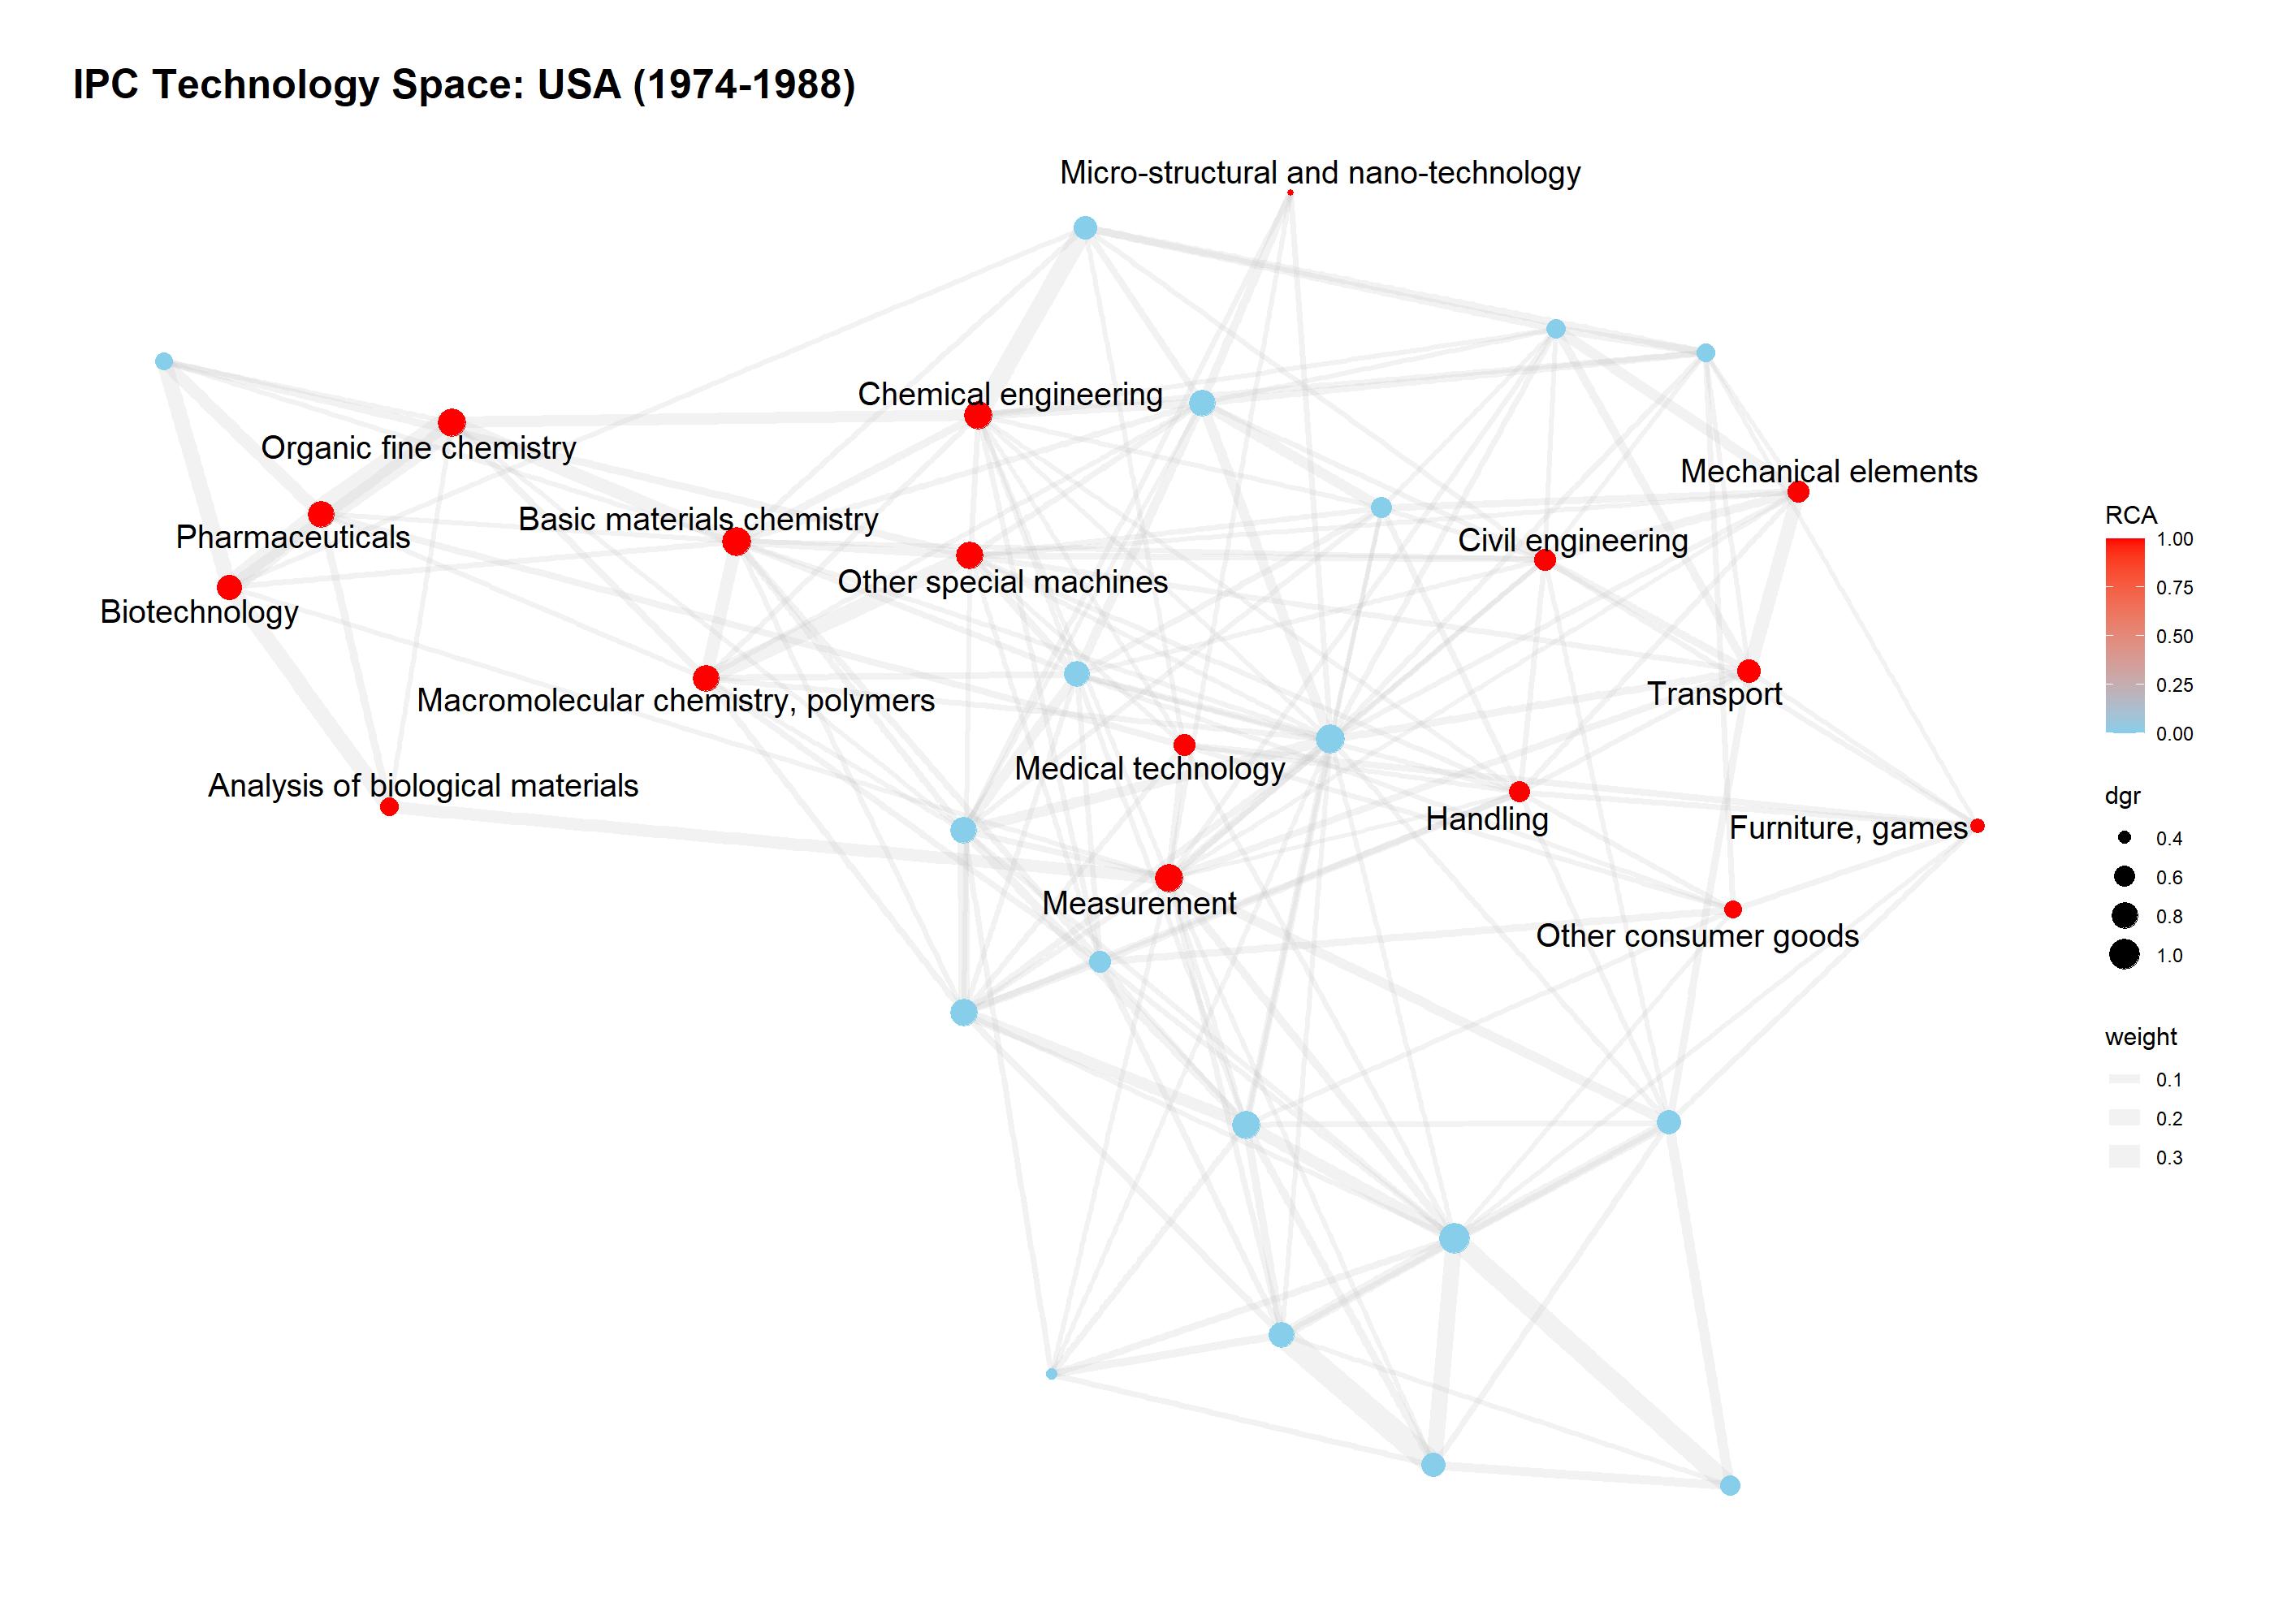 IPC Technology Space: USA (1974-1988)
Micro-structural and nano-technology
Chemical engineering
Organic fine chemistry
Mechanical elements
Basic materials chemistry
Pharmaceuticals
Civil engineering
Other special machines
Biotechnology
Macromolecular chemistry, polymers
Transport
Medical technology
Analysis of biological materials
Handling
Furniture, games
Measurement
Other consumer goods
RCA
1.00
0.75
0.50
0.25
0.00
dgr
0.4
0.6
0.8
1.0
weight
0.1
0.2
0.3